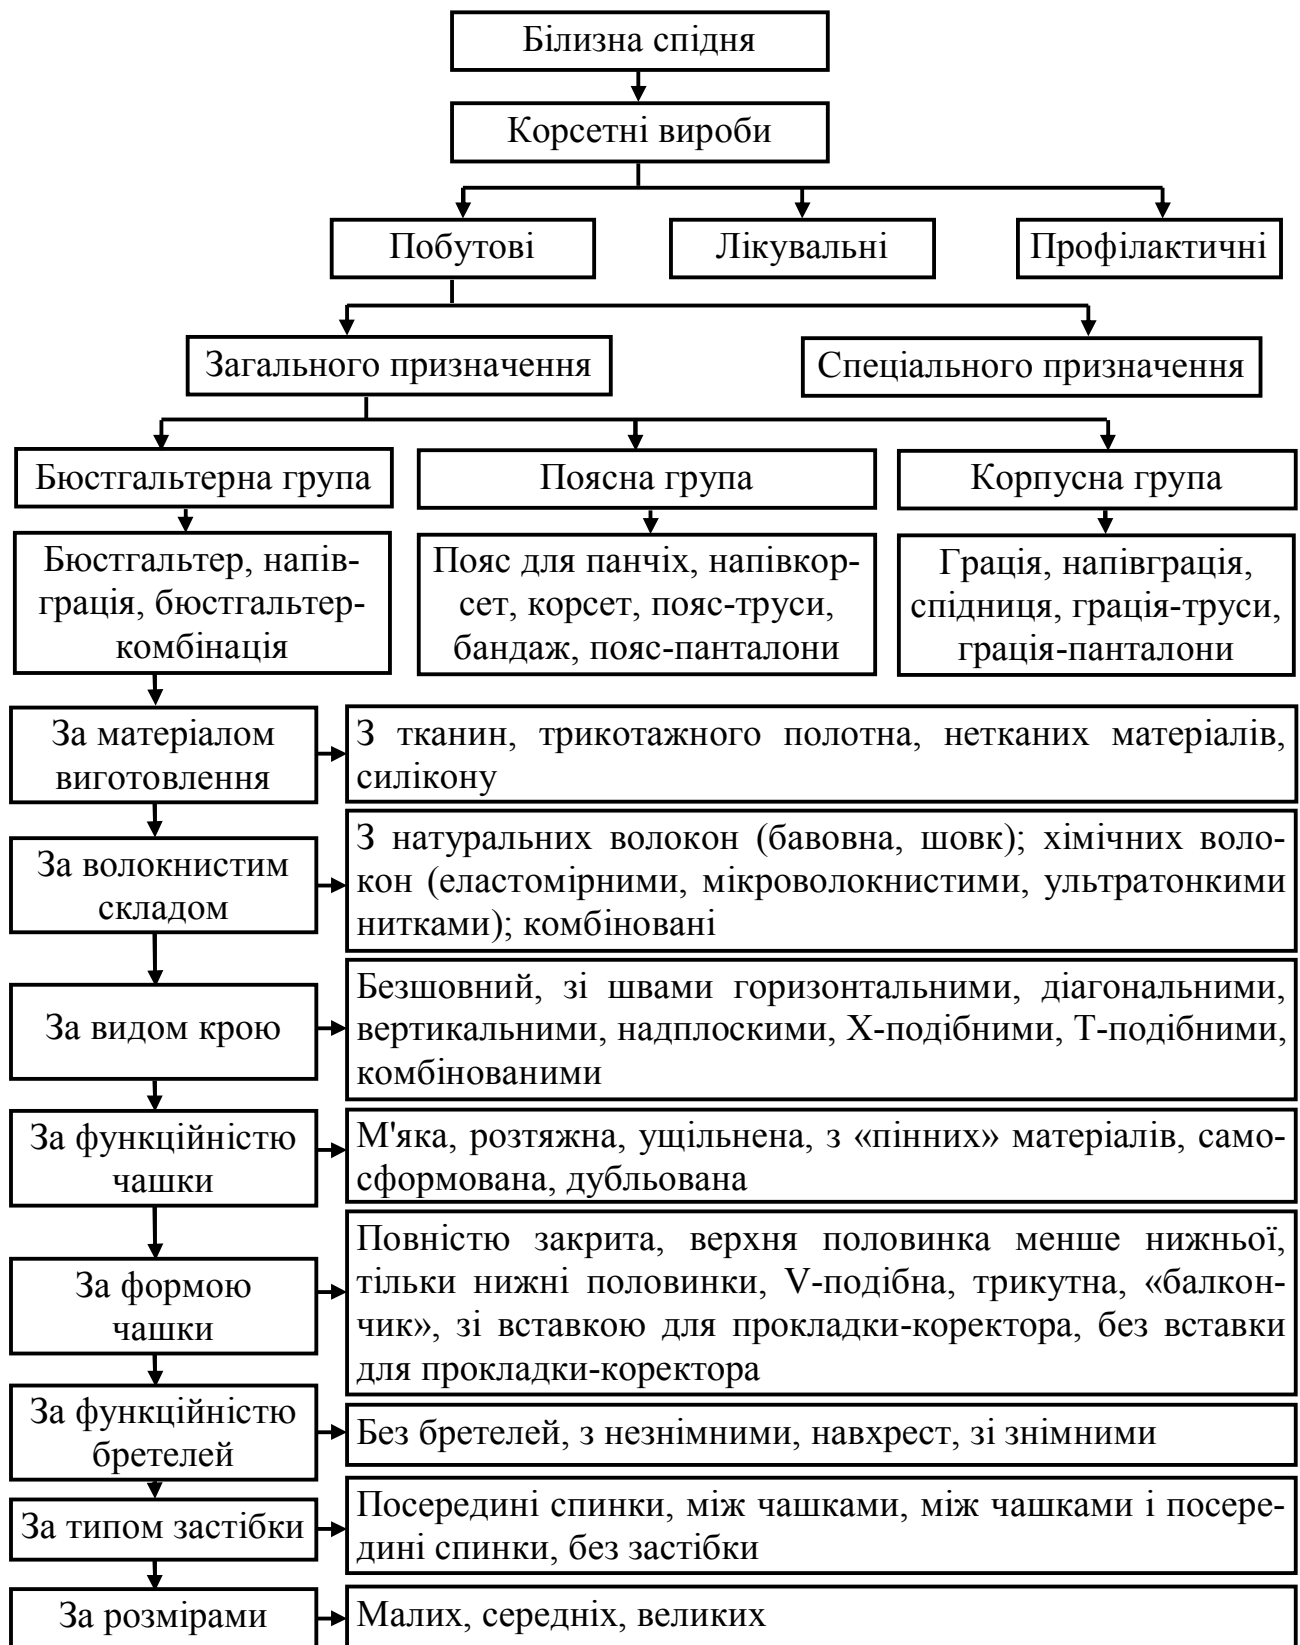 Білизна спідня
Корсетні вироби
Побутові
Лікувальні
Профілактичні
Загального призначення
Спеціального призначення
Бюстгальтерна група
Поясна група
Корпусна група
Бюстгальтер, напів-
грація, бюстгальтер-
комбінація
Пояс для панчіх, напівкор-
сет, корсет, пояс-труси,
бандаж, пояс-панталони
Грація, напівграція,
спідниця, грація-труси,
грація-панталони
За матеріалом
виготовлення
З тканин, трикотажного полотна, нетканих матеріалів,
силікону
За волокнистим
складом
З натуральних волокон (бавовна, шовк); хімічних воло-
кон (еластомірними, мікроволокнистими, ультратонкими
нитками); комбіновані
За видом крою
Безшовний, зі швами горизонтальними, діагональними,
вертикальними, надплоскими, Х-подібними, Т-подібними,
комбінованими
За функційністю
чашки
М'яка, розтяжна, ущільнена, з «пінних» матеріалів, само-
сформована, дубльована
За формою
чашки
Повністю закрита, верхня половинка менше нижньої,
тільки нижні половинки, V-подібна, трикутна, «балкон-
чик», зі вставкою для прокладки-коректора, без вставки
для прокладки-коректора
За функційністю
бретелей
Без бретелей, з незнімними, навхрест, зі знімними
За типом застібки
Посередині спинки, між чашками, між чашками і посере-
дині спинки, без застібки
За розмірами
Малих, середніх, великих